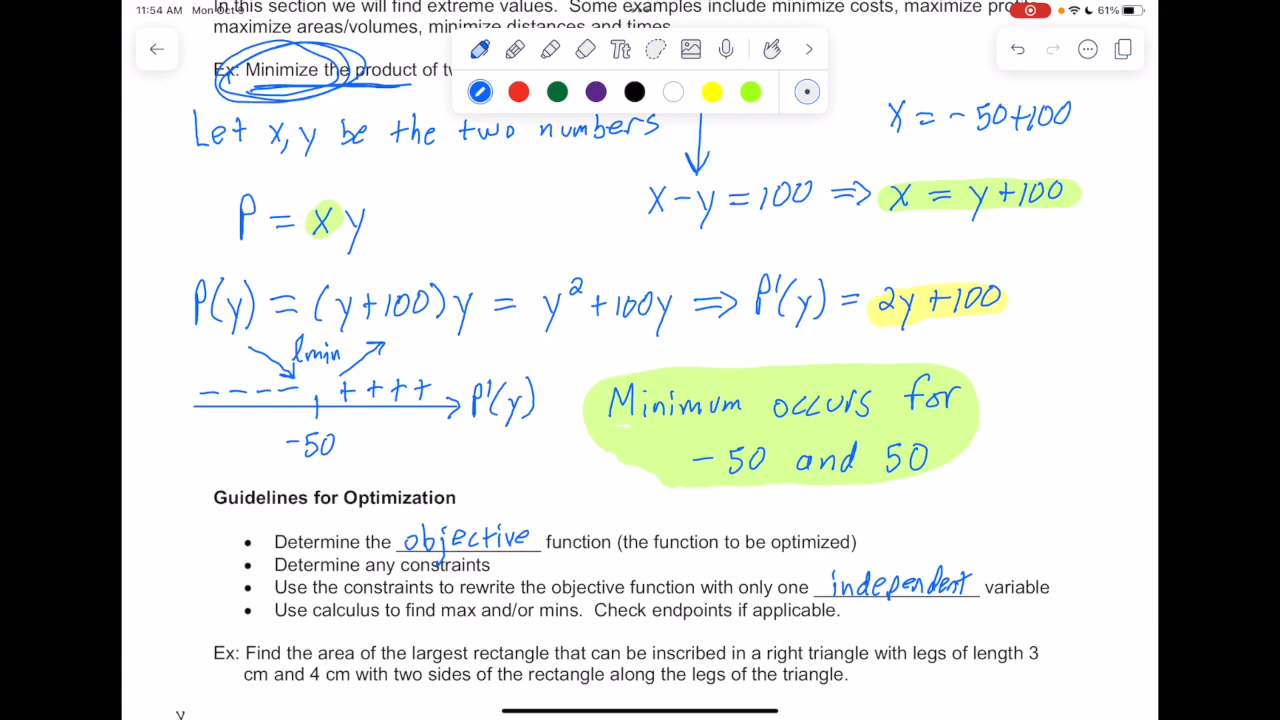 11:54 AM Mon Oct
61%
In this section we will find extreme values. Some examples include minimize costs, maximize
maximize areas/volumes, minimize distances and times.
Tt
Ex: Minimize the product of
Let x, y be the two numbers
x = -50+100
x - y = 100 ⇒ x = y + 100
P = xy
P(y) = (y+100)y = y² + 100y ⇒ P'(y) = 2y + 100
lmin
- - - - + + + + P'(y)
-50
Minimum occurs for
-50 and 50
Guidelines for Optimization
• Determine the objective function (the function to be optimized)
• Determine any constraints
• Use the constraints to rewrite the objective function with only one independent variable
• Use calculus to find max and/or mins. Check endpoints if applicable.
Ex: Find the area of the largest rectangle that can be inscribed in a right triangle with legs of length 3
cm and 4 cm with two sides of the rectangle along the legs of the triangle.